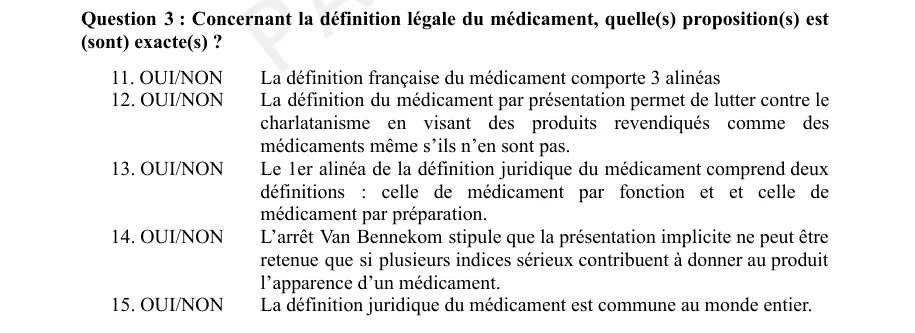 Question 3 : Concernant la définition légale du médicament, quelle(s) proposition(s) est
(sont) exacte(s) ?
11. OUI/NON La définition française du médicament comporte 3 alinéas
12. OUI/NON La définition du médicament par présentation permet de lutter contre le
charlatanisme en visant des produits revendiqués comme des
médicaments même s’ils n’en sont pas.
13. OUI/NON Le 1er alinéa de la définition juridique du médicament comprend deux
définitions : celle de médicament par fonction et et celle de
médicament par préparation.
14. OUI/NON L’arrêt Van Bennekom stipule que la présentation implicite ne peut être
retenue que si plusieurs indices sérieux contribuent à donner au produit
l’apparence d’un médicament.
15. OUI/NON La définition juridique du médicament est commune au monde entier.